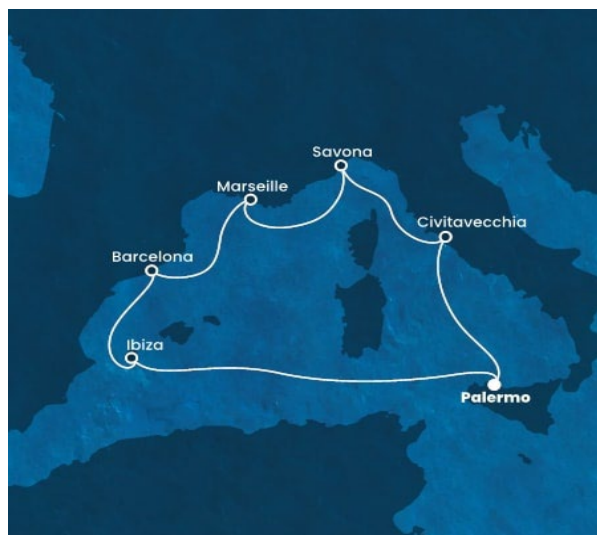 Savona
Marseille
Civitavecchia
Barcelona
Ibiza
Palermo